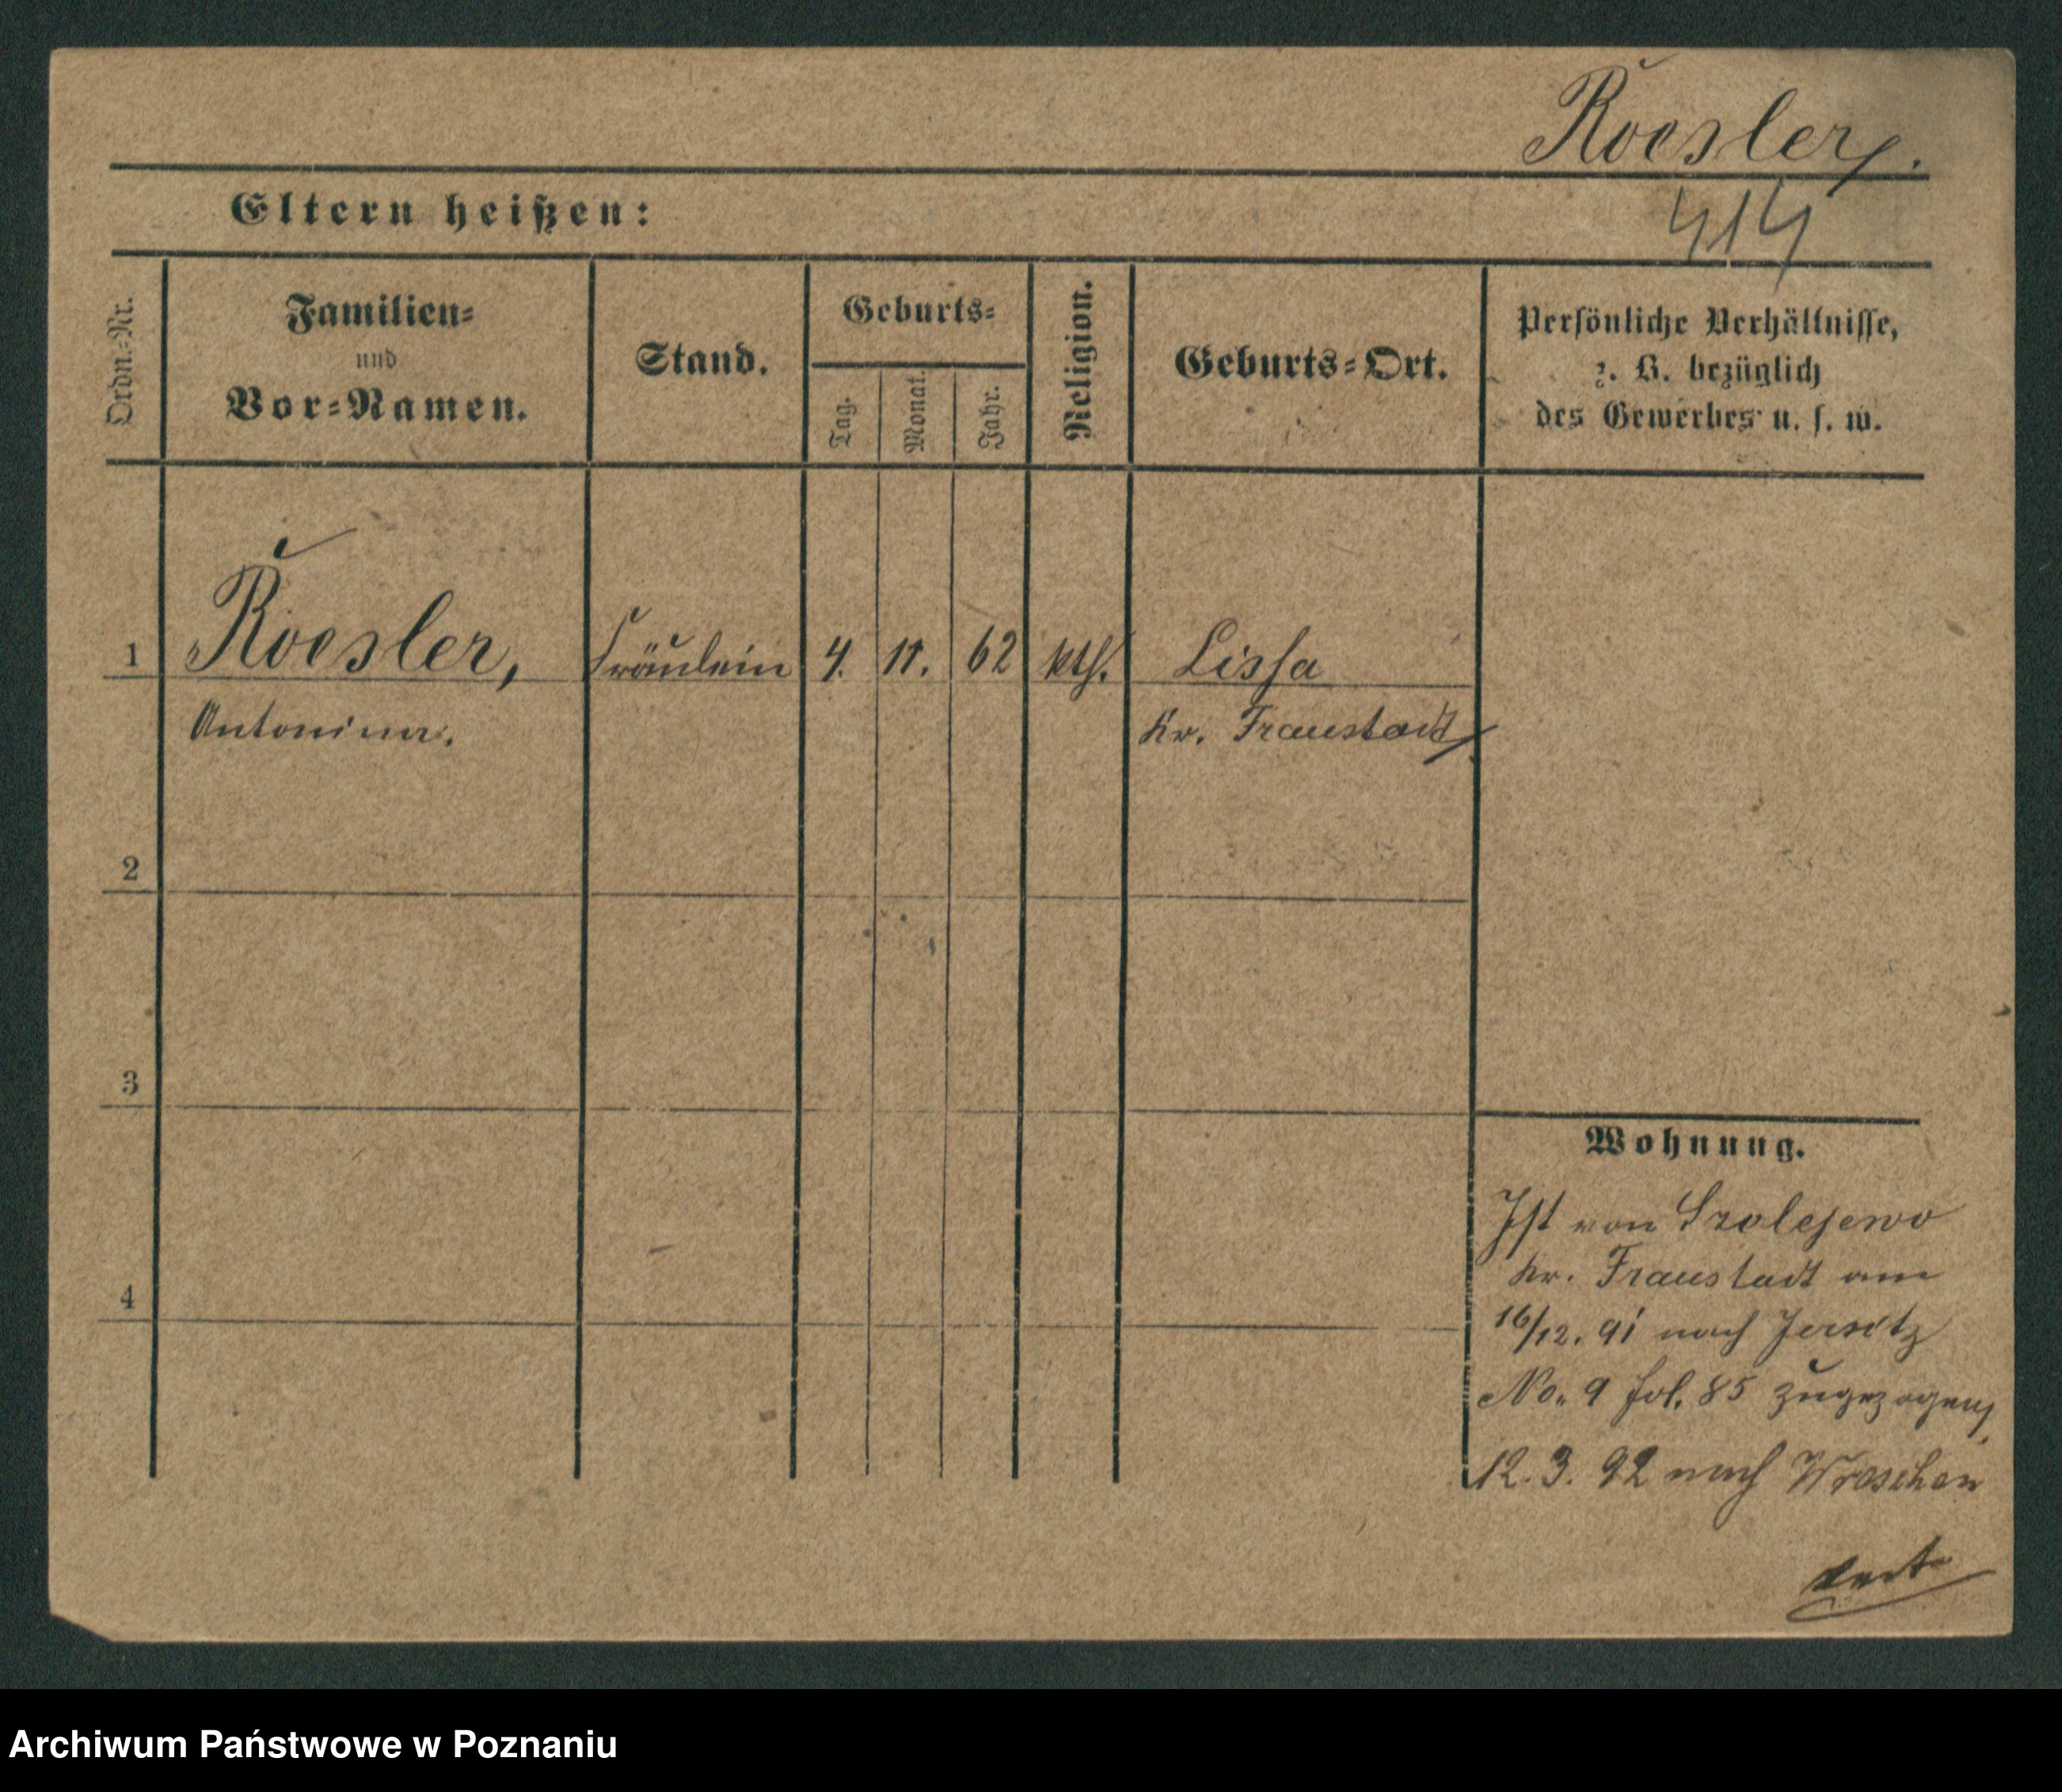 Roesler.
414
Eltern heißen:
Ordn.-Nr.
Familien-
und
Vor-Namen.
Stand.
Geburts-
Tag.
Monat.
Jahr.
Religion.
Geburts-Ort.
Persönliche Verhältnisse,
z. B. bezüglich
des Gewerbes u. s. w.
1 Roesler, Fräulein 4. 11. 62 kth. Lissa
Antonina. Kr. Fraustadt
2
3
4
Wohnung.
Ist von Szolejewo
Kr. Fraustadt am
16/12. 91 nach Jersitz
No. 9 fol. 85 zugezogen,
12. 3. 92 nach Wreschen
Archiwum Państwowe w Poznaniu